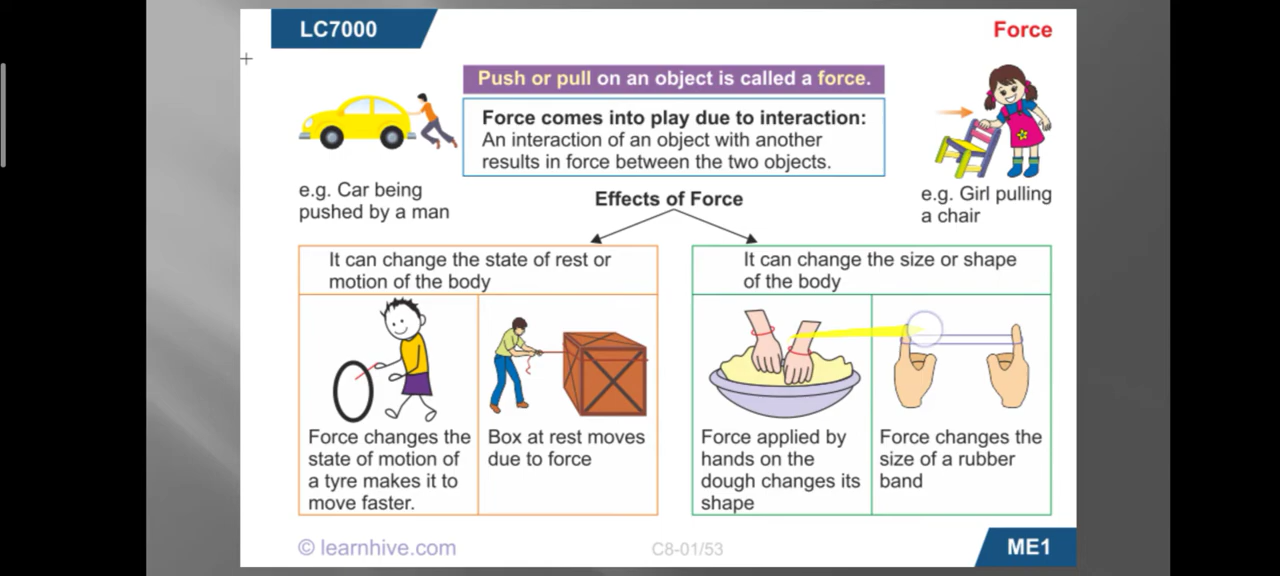 LC7000
Force
Push or pull on an object is called a force.
Force comes into play due to interaction:
An interaction of an object with another
results in force between the two objects.
e.g. Car being
pushed by a man
e.g. Girl pulling
a chair
Effects of Force
It can change the state of rest or
motion of the body
Force changes the
state of motion of
a tyre makes it to
move faster.
Box at rest moves
due to force
It can change the size or shape
of the body
Force applied by
hands on the
dough changes its
shape
Force changes the
size of a rubber
band
© learnhive.com
C8-01/53
ME1